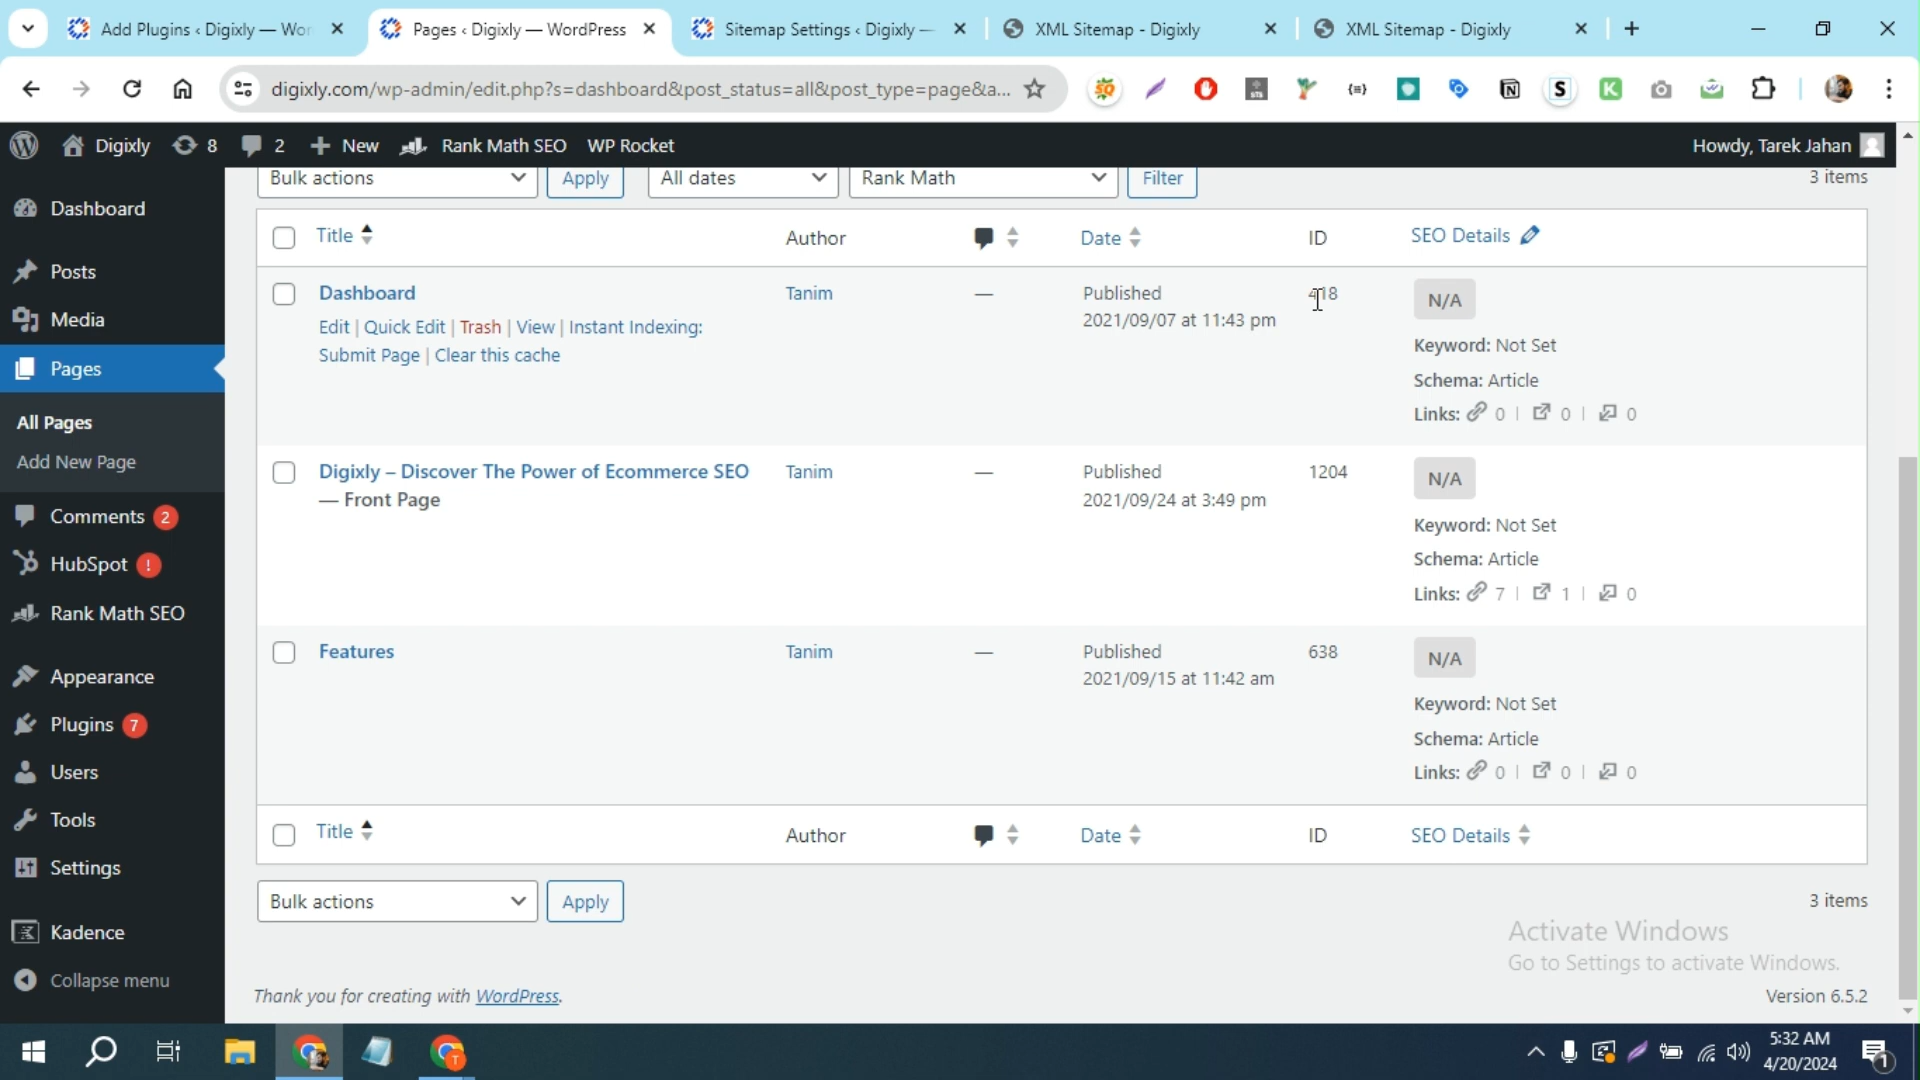 Add Plugins ‹ Digixly — Wor
Pages ‹ Digixly — WordPress
Sitemap Settings ‹ Digixly —
XML Sitemap - Digixly
XML Sitemap - Digixly
digixly.com/wp-admin/edit.php?s=dashboard&post_status=all&post_type=page&a...
Digixly 8 2 New Rank Math SEO WP Rocket Howdy, Tarek Jahan
Dashboard
Posts
Media
Pages
All Pages
Add New Page
Comments 2
HubSpot !
Rank Math SEO
Appearance
Plugins 7
Users
Tools
Settings
Kadence
Collapse menu
Bulk actions Apply All dates Rank Math Filter 3 items
Title Author Date ID SEO Details
Dashboard Tanim — Published 418 N/A
2021/09/07 at 11:43 pm
Edit | Quick Edit | Trash | View | Instant Indexing:
Submit Page | Clear this cache
Keyword: Not Set
Schema: Article
Links: 0 | 0 | 0
Digixly – Discover The Power of Ecommerce SEO Tanim — Published 1204 N/A
— Front Page 2021/09/24 at 3:49 pm
Keyword: Not Set
Schema: Article
Links: 7 | 1 | 0
Features Tanim — Published 638 N/A
2021/09/15 at 11:42 am
Keyword: Not Set
Schema: Article
Links: 0 | 0 | 0
Title Author Date ID SEO Details
Bulk actions Apply 3 items
Activate Windows
Go to Settings to activate Windows.
Thank you for creating with WordPress. Version 6.5.2
5:32 AM
4/20/2024
1